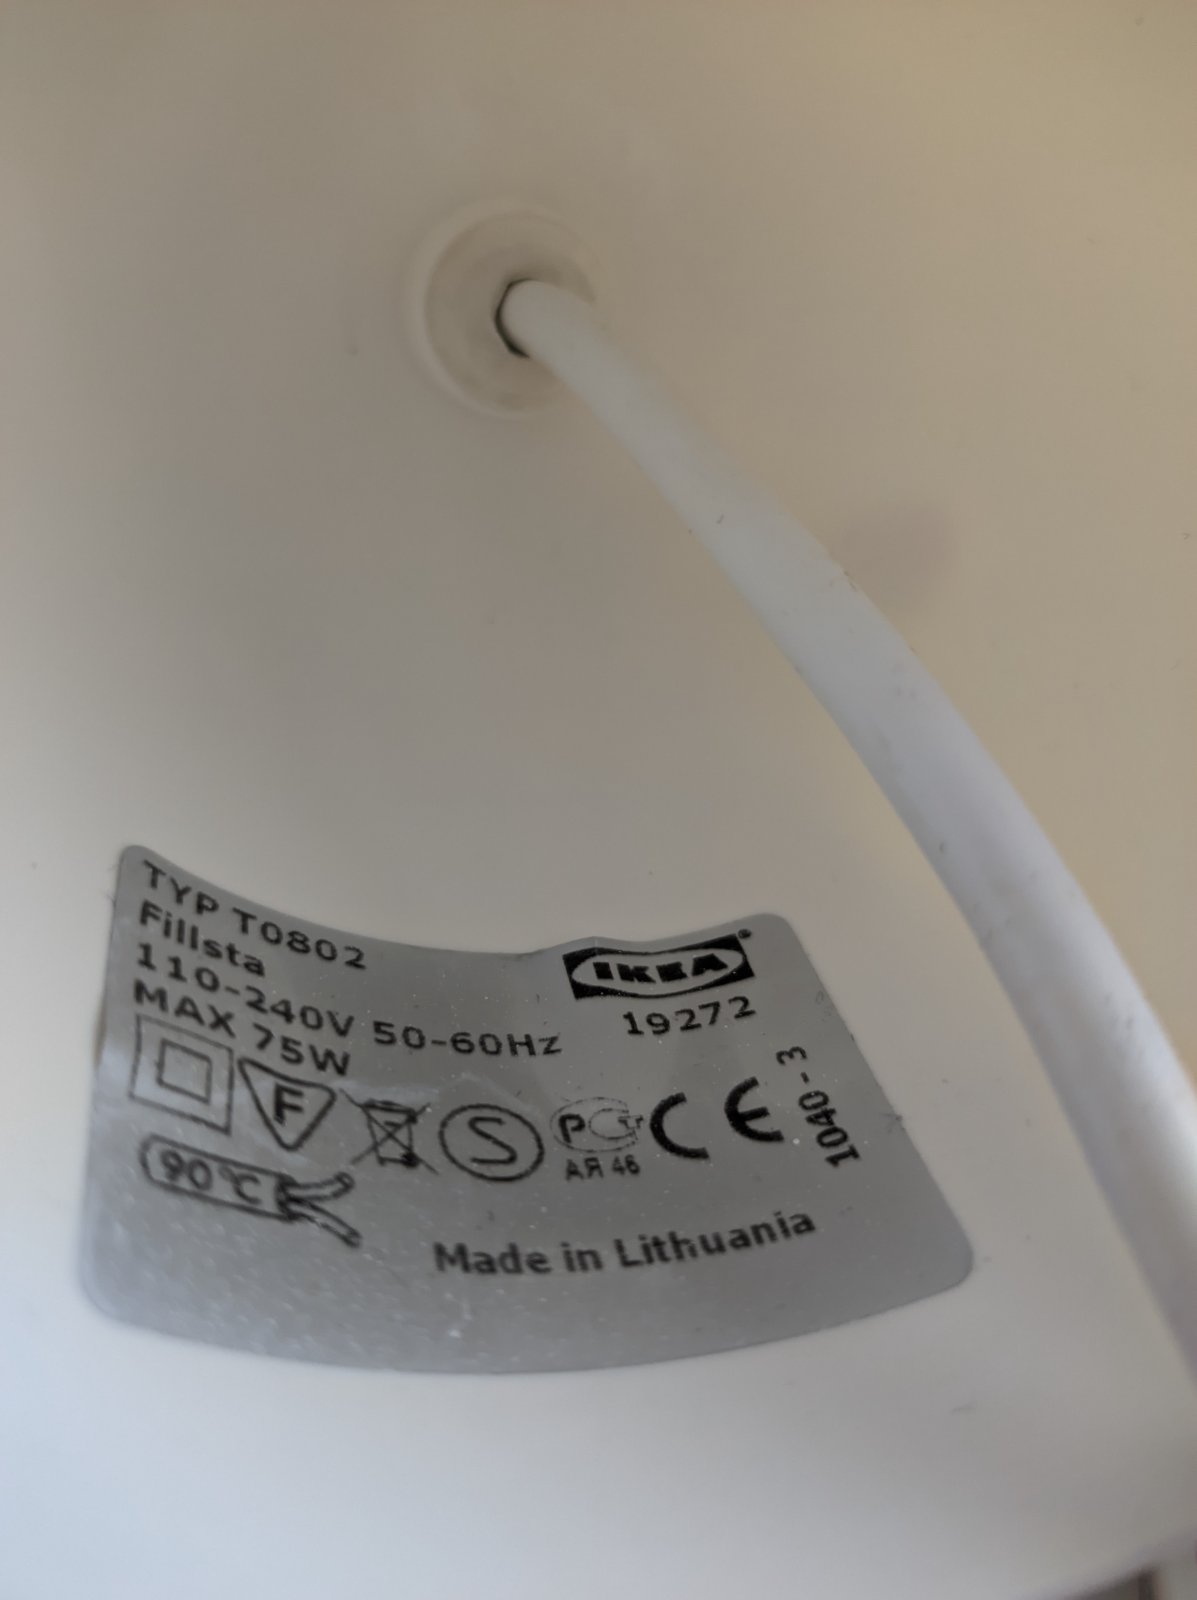 TYP T0802
Fillsta
110-240V 50-60Hz
MAX 75W
IKEA®
19272
F
S
PG
АЯ 46
CE
1040-3
90°C
Made in Lithuania